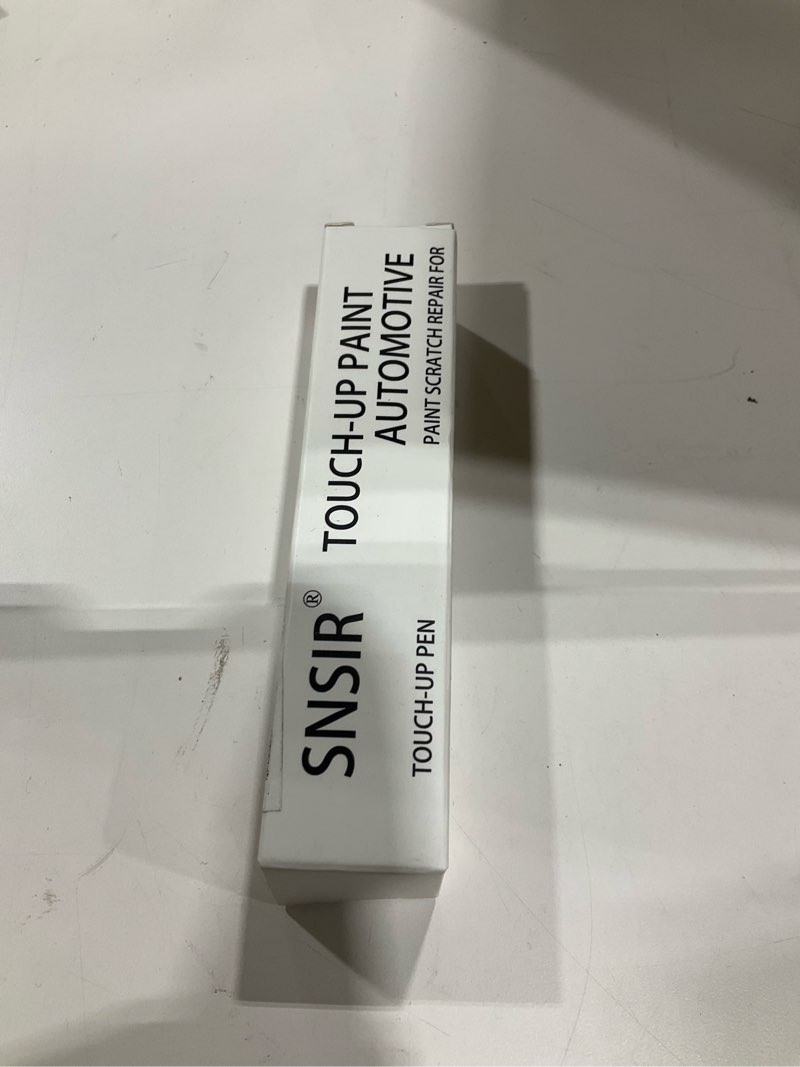 SNSIR®
TOUCH-UP PAINT
AUTOMOTIVE
TOUCH-UP PEN
PAINT SCRATCH REPAIR FOR